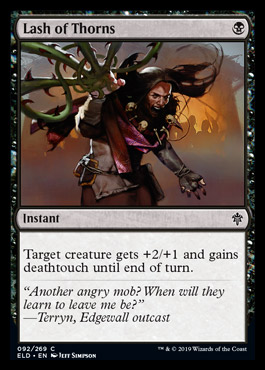 Lash of Thorns
Instant
Target creature gets +2/+1 and gains
deathtouch until end of turn.
“Another angry mob? When will they
learn to leave me be?”
—Terryn, Edgewall outcast
092/269 C
ELD • EN Jeff Simpson
™ & © 2019 Wizards of the Coast